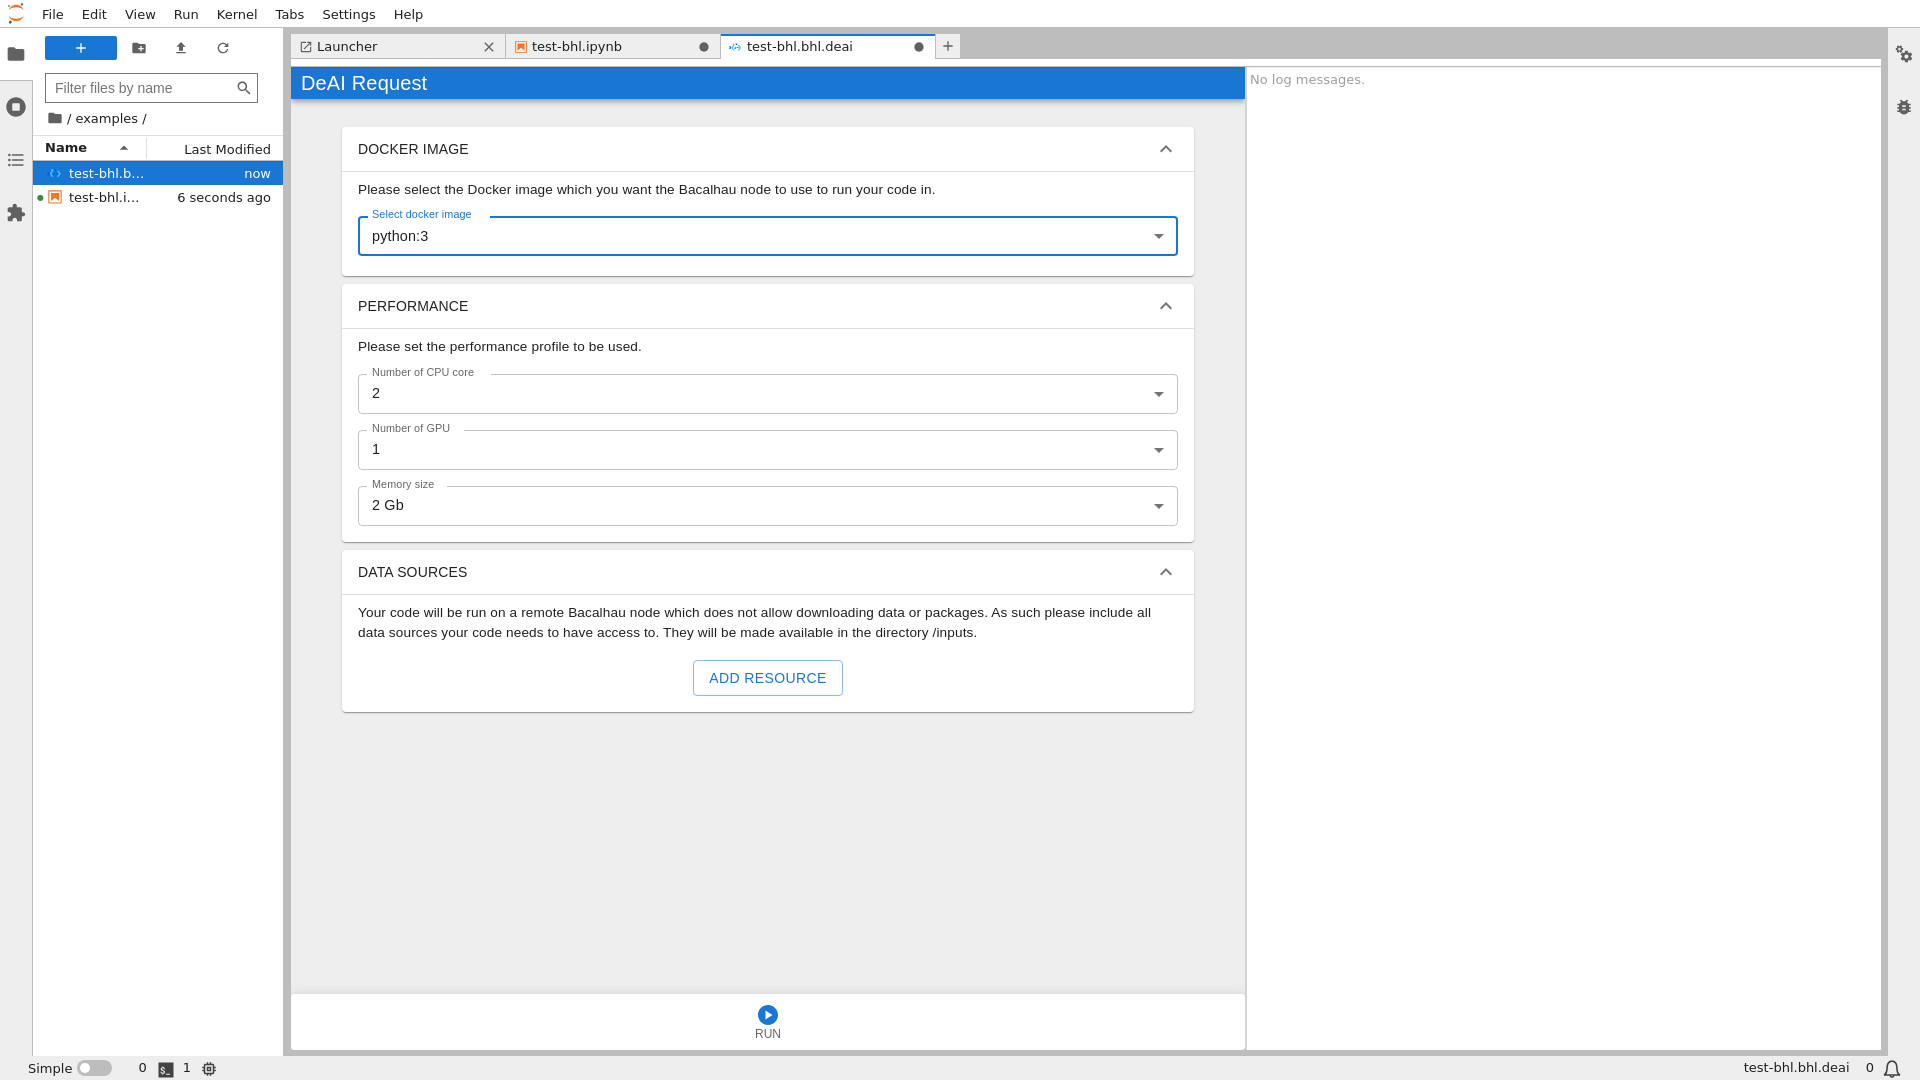 File Edit View Run Kernel Tabs Settings Help
Launcher test-bhl.ipynb test-bhl.bhl.deai
Filter files by name
/ examples /
Name Last Modified
test-bhl.b... now
test-bhl.i... 6 seconds ago
DeAI Request
DOCKER IMAGE
Please select the Docker image which you want the Bacalhau node to use to run your code in.
Select docker image
python:3
PERFORMANCE
Please set the performance profile to be used.
Number of CPU core
2
Number of GPU
1
Memory size
2 Gb
DATA SOURCES
Your code will be run on a remote Bacalhau node which does not allow downloading data or packages. As such please include all
data sources your code needs to have access to. They will be made available in the directory /inputs.
ADD RESOURCE
RUN
No log messages.
Simple 0 $_ 1 test-bhl.bhl.deai 0